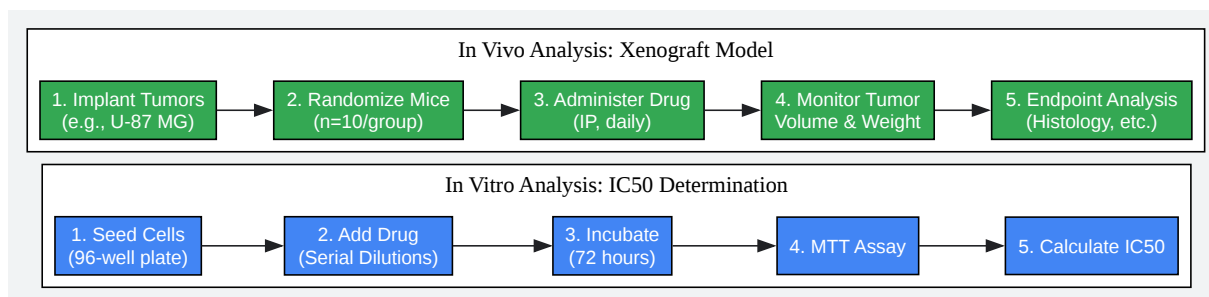 In Vivo Analysis: Xenograft Model
1. Implant Tumors
(e.g., U-87 MG)
2. Randomize Mice
(n=10/group)
3. Administer Drug
(IP, daily)
4. Monitor Tumor
Volume & Weight
5. Endpoint Analysis
(Histology, etc.)
In Vitro Analysis: IC50 Determination
1. Seed Cells
(96-well plate)
2. Add Drug
(Serial Dilutions)
3. Incubate
(72 hours)
4. MTT Assay
5. Calculate IC50